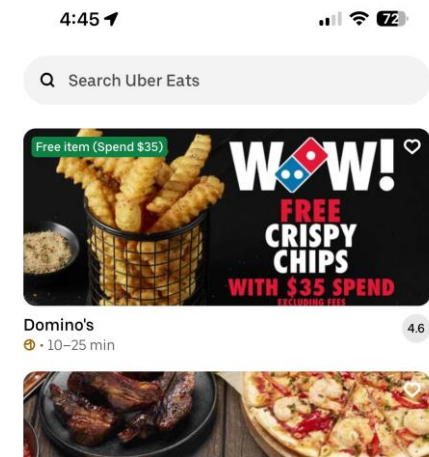 4:45
72
Search Uber Eats
Free item (Spend $35)
WOW!
FREE
CRISPY
CHIPS
WITH $35 SPEND
EXCLUDING FEES
Domino's
4.6
• 10–25 min